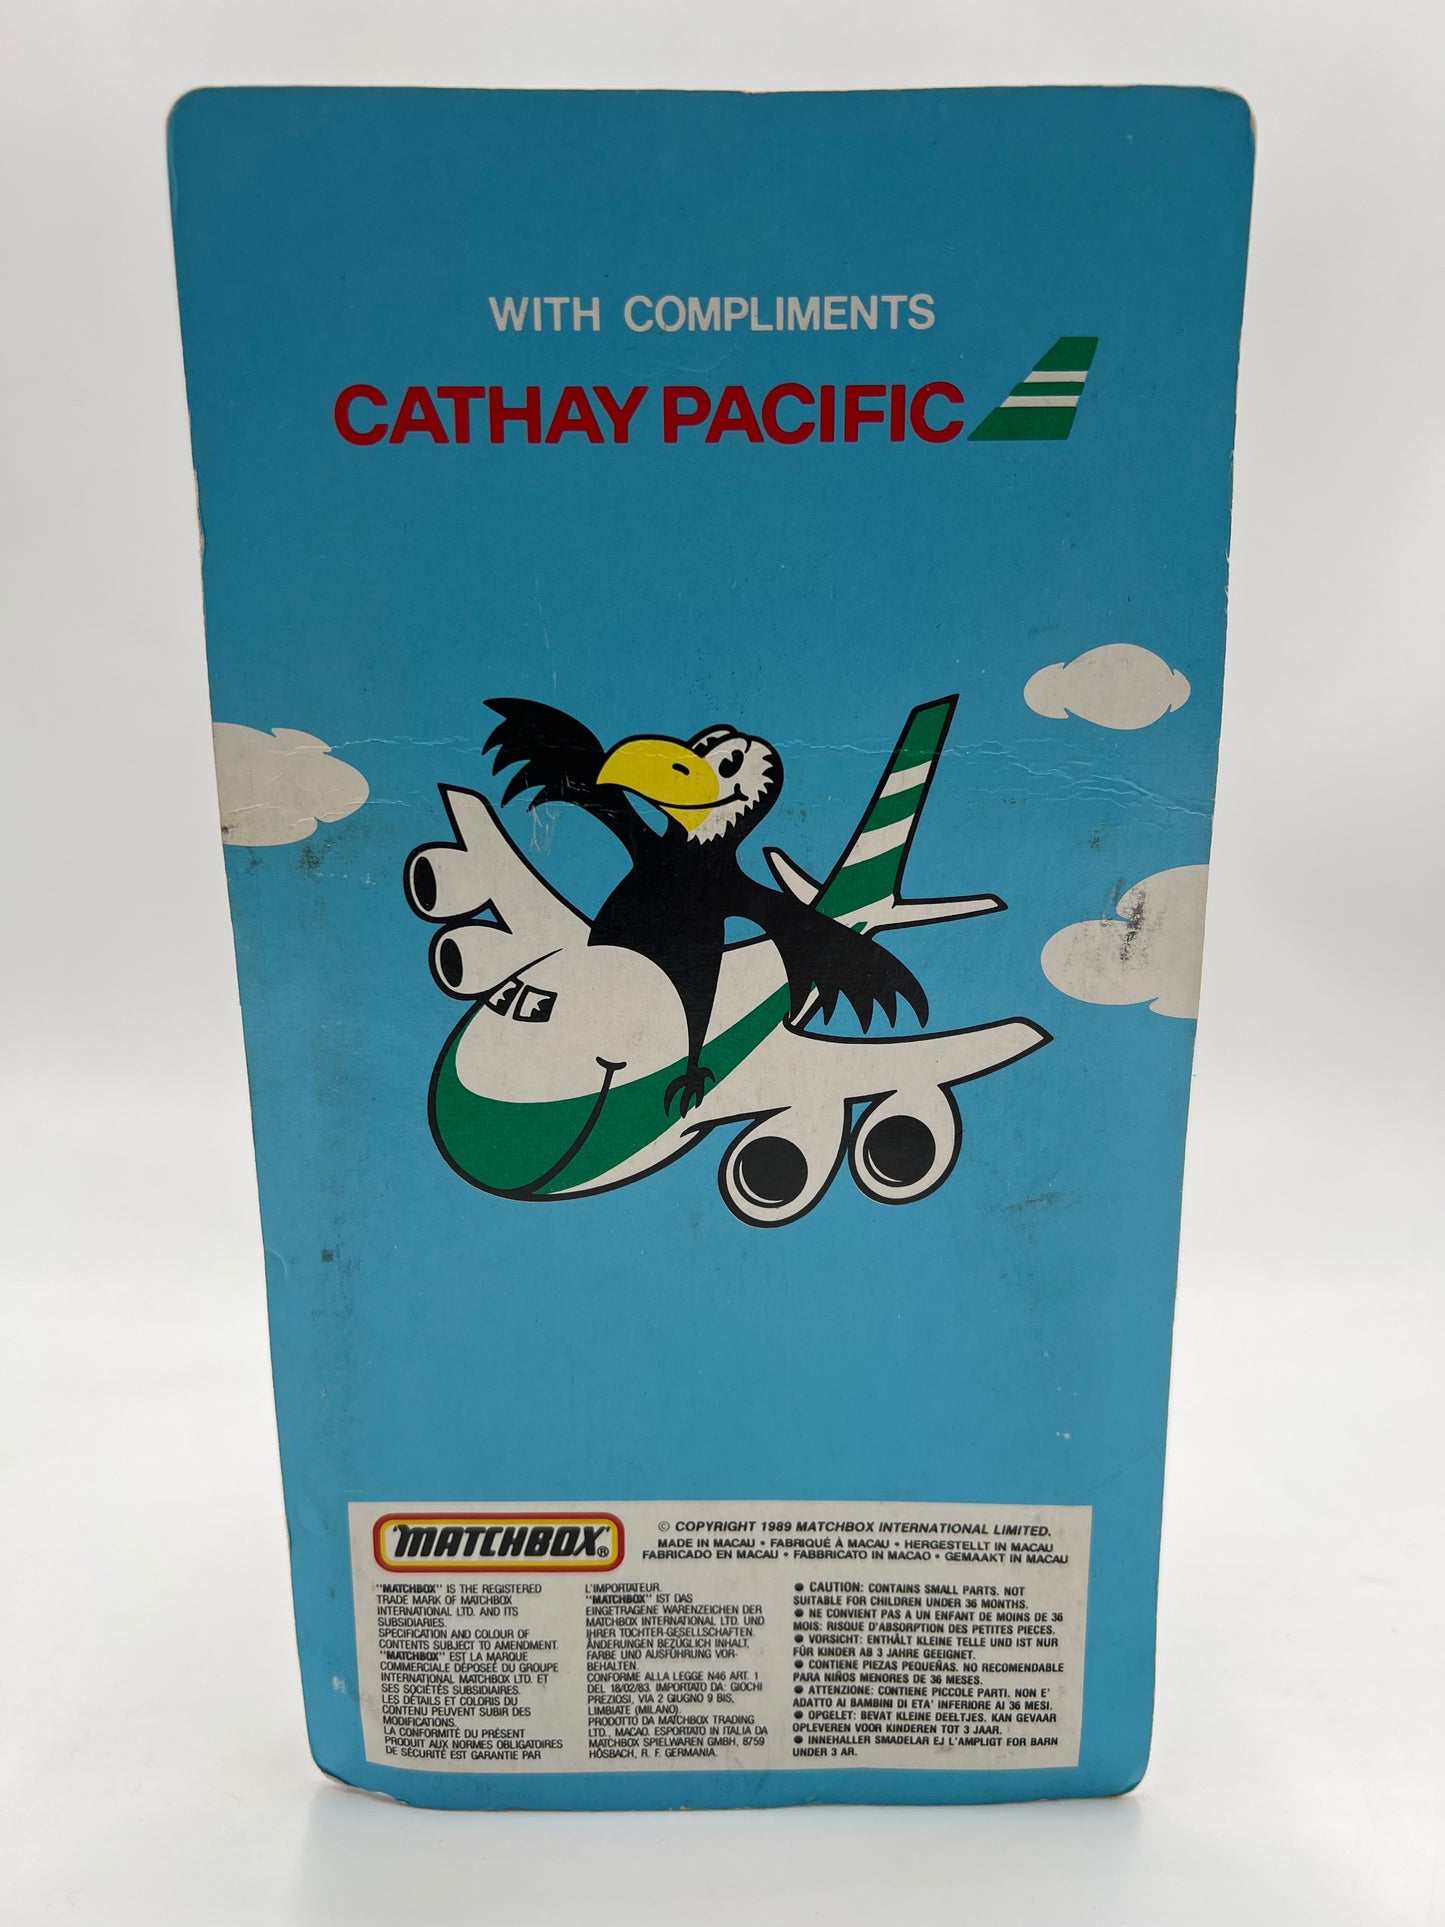 WITH COMPLIMENTS
CATHAY PACIFIC
"MATCHBOX"®
© COPYRIGHT 1989 MATCHBOX INTERNATIONAL LIMITED.
MADE IN MACAU • FABRIQUÉ À MACAU • HERGESTELLT IN MACAU
FABRICADO EN MACAU • FABBRICATO IN MACAO • GEMAAKT IN MACAU
"MATCHBOX" IS THE REGISTERED
TRADE MARK OF MATCHBOX
INTERNATIONAL LTD. AND ITS
SUBSIDIARIES.
SPECIFICATION AND COLOUR OF
CONTENTS SUBJECT TO AMENDMENT.
"MATCHBOX" EST LA MARQUE
COMMERCIALE DÉPOSÉE DU GROUPE
INTERNATIONAL MATCHBOX LTD. ET
SES SOCIÉTÉS SUBSIDIAIRES.
LES DÉTAILS ET COLORIS DU
CONTENU PEUVENT SUBIR DES
MODIFICATIONS.
LA CONFORMITÉ DU PRÉSENT
PRODUIT AUX NORMES OBLIGATOIRES
DE SÉCURITÉ EST GARANTIE PAR
L'IMPORTATEUR.
"MATCHBOX" IST DAS
EINGETRAGENE WARENZEICHEN DER
MATCHBOX INTERNATIONAL LTD. UND
IHRER TOCHTER-GESELLSCHAFTEN.
ÄNDERUNGEN BEZÜGLICH INHALT,
FARBE UND AUSFÜHRUNG VOR-
BEHALTEN.
CONFORME ALLA LEGGE N46 ART. 1
DEL 18/02/83. IMPORTATO DA: GIOCHI
PREZIOSI, VIA 2 GIUGNO 9 BIS,
LIMBIATE (MILANO).
PRODOTTO DA MATCHBOX TRADING
LTD., MACAO. ESPORTATO IN ITALIA DA
MATCHBOX SPIELWAREN GMBH, 8759
HÖSBACH, R. F. GERMANIA.
● CAUTION: CONTAINS SMALL PARTS. NOT
SUITABLE FOR CHILDREN UNDER 36 MONTHS.
● NE CONVIENT PAS A UN ENFANT DE MOINS DE 36
MOIS: RISQUE D'ABSORPTION DES PETITES PIECES.
● VORSICHT: ENTHÄLT KLEINE TELLE UND IST NUR
FÜR KINDER AB 3 JAHRE GEEIGNET.
● CONTIENE PIEZAS PEQUEÑAS. NO RECOMENDABLE
PARA NIÑOS MENORES DE 36 MESES.
● ATTENZIONE: CONTIENE PICCOLE PARTI. NON E'
ADATTO AI BAMBINI DI ETA' INFERIORE AI 36 MESI.
● OPGELET: BEVAT KLEINE DEELTJES. KAN GEVAAR
OPLEVEREN VOOR KINDEREN TOT 3 JAAR.
● INNEHALLER SMADELAR EJ L'AMPLIGT FOR BARN
UNDER 3 AR.